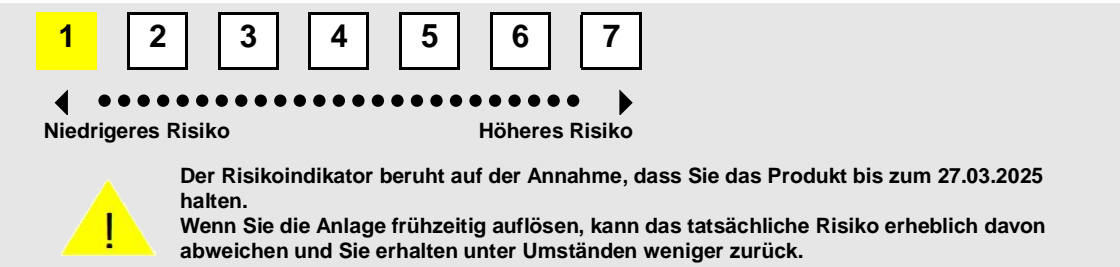 1 2 3 4 5 6 7
Niedrigeres Risiko Höheres Risiko
Der Risikoindikator beruht auf der Annahme, dass Sie das Produkt bis zum 27.03.2025
halten.
Wenn Sie die Anlage frühzeitig auflösen, kann das tatsächliche Risiko erheblich davon
! abweichen und Sie erhalten unter Umständen weniger zurück.